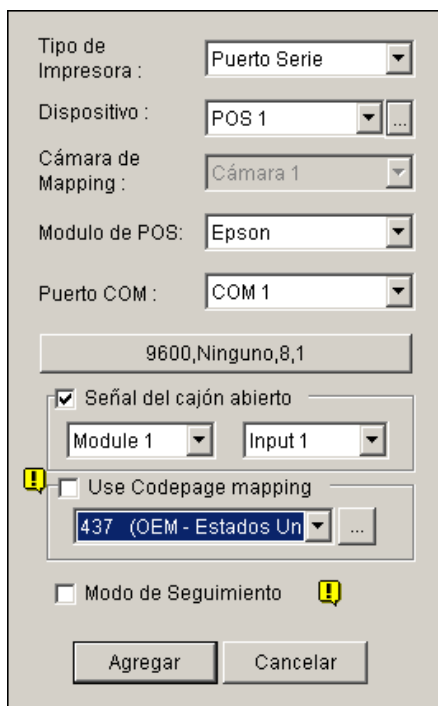 Tipo de
Impresora :
Puerto Serie
Dispositivo :
POS 1
...
Cámara de
Mapping :
Cámara 1
Modulo de POS:
Epson
Puerto COM :
COM 1
9600,Ninguno,8,1
Señal del cajón abierto
Module 1
Input 1
Use Codepage mapping
437 (OEM - Estados Un
...
Modo de Seguimiento
Agregar
Cancelar